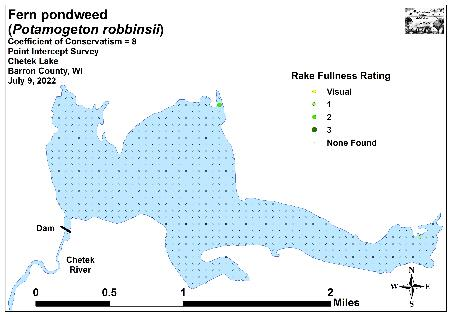 Fern pondweed
(Potamogeton robbinsii)
Coefficient of Conservatism = 8
Point Intercept Survey
Chetek Lake
Barron County, WI
July 9, 2022
Rake Fullness Rating
Visual
1
2
3
None Found
Dam
Chetek
River
N
W E
S
0 0.5 1 2
Miles